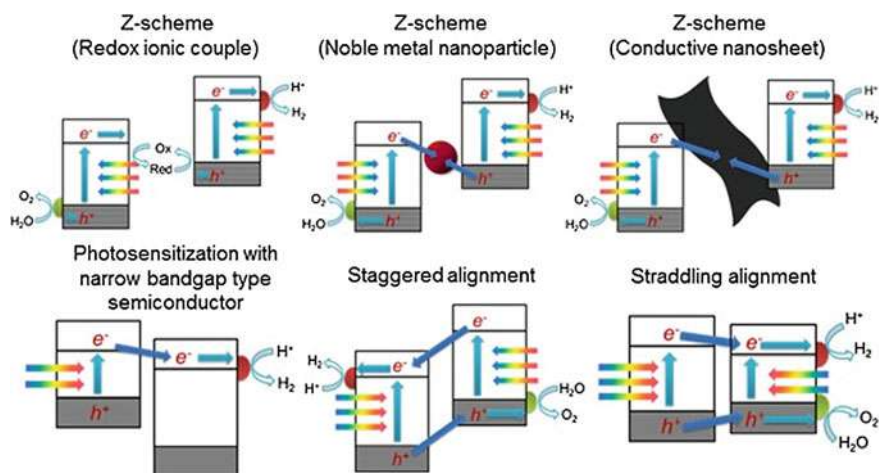 Z-scheme
(Redox ionic couple)
Z-scheme
(Noble metal nanoparticle)
Z-scheme
(Conductive nanosheet)
e-
Ox
Red
h+
O2
H2O
e-
H+
H2
h+
e-
h+
O2
H2O
e-
H+
H2
h+
e-
h+
O2
H2O
e-
H+
H2
h+
Photosensitization with
narrow bandgap type
semiconductor
Staggered alignment
Straddling alignment
e-
h+
e-
H+
H2
H2
H+
e-
h+
e-
h+
H2O
O2
e-
h+
e-
h+
H+
H2
O2
H2O